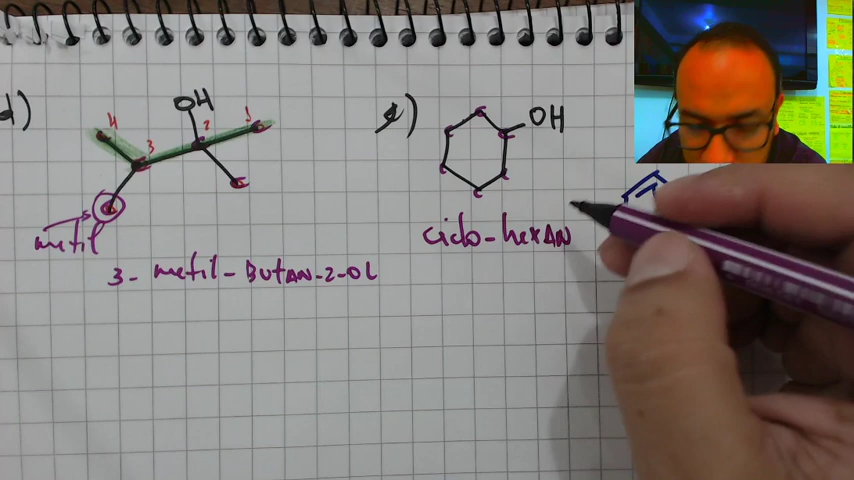 d)
OH
4
3
2
1
metil
3- metil - ButAN-2-OL
e)
OH
ciclo-hexAN